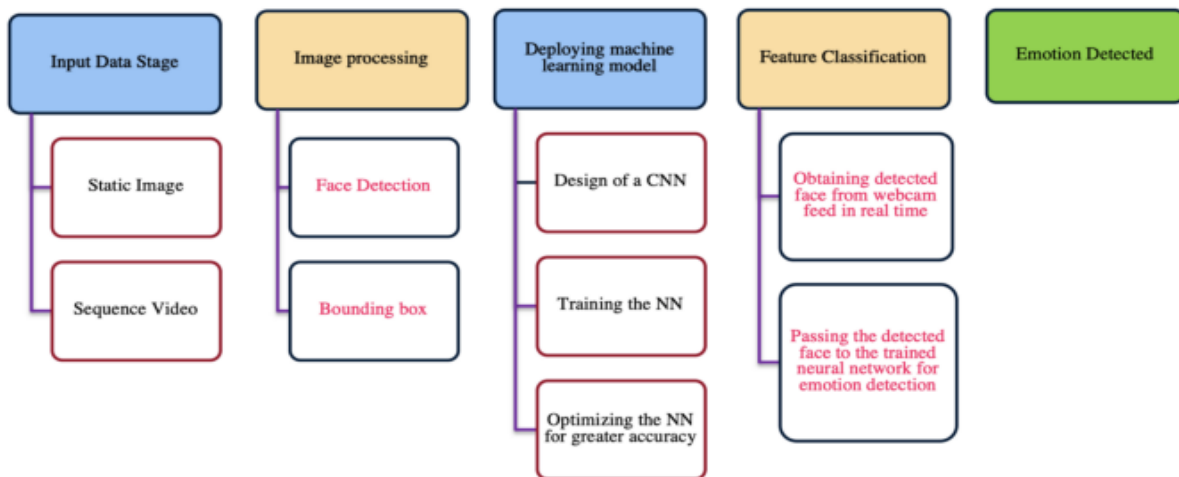 Input Data Stage
Static Image
Sequence Video
Image processing
Face Detection
Bounding box
Deploying machine
learning model
Design of a CNN
Training the NN
Optimizing the NN
for greater accuracy
Feature Classification
Obtaining detected
face from webcam
feed in real time
Passing the detected
face to the trained
neural network for
emotion detection
Emotion Detected